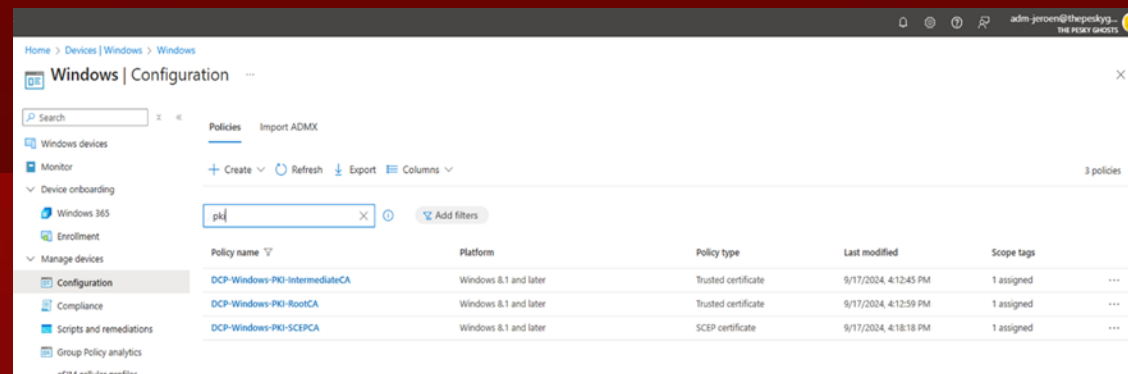 adm-jeroen@thepeskyg...
THE PESKY GHOSTS
Home > Devices | Windows > Windows
Windows | Configuration ...
Search
Windows devices
Monitor
Device onboarding
Windows 365
Enrollment
Manage devices
Configuration
Compliance
Scripts and remediations
Group Policy analytics
eSIM cellular profiles
Policies Import ADMX
Create Refresh Export Columns
3 policies
pki
Add filters
Policy name Platform Policy type Last modified Scope tags
DCP-Windows-PKI-IntermediateCA Windows 8.1 and later Trusted certificate 9/17/2024, 4:12:45 PM 1 assigned ...
DCP-Windows-PKI-RootCA Windows 8.1 and later Trusted certificate 9/17/2024, 4:12:59 PM 1 assigned ...
DCP-Windows-PKI-SCEPCA Windows 8.1 and later SCEP certificate 9/17/2024, 4:18:18 PM 1 assigned ...